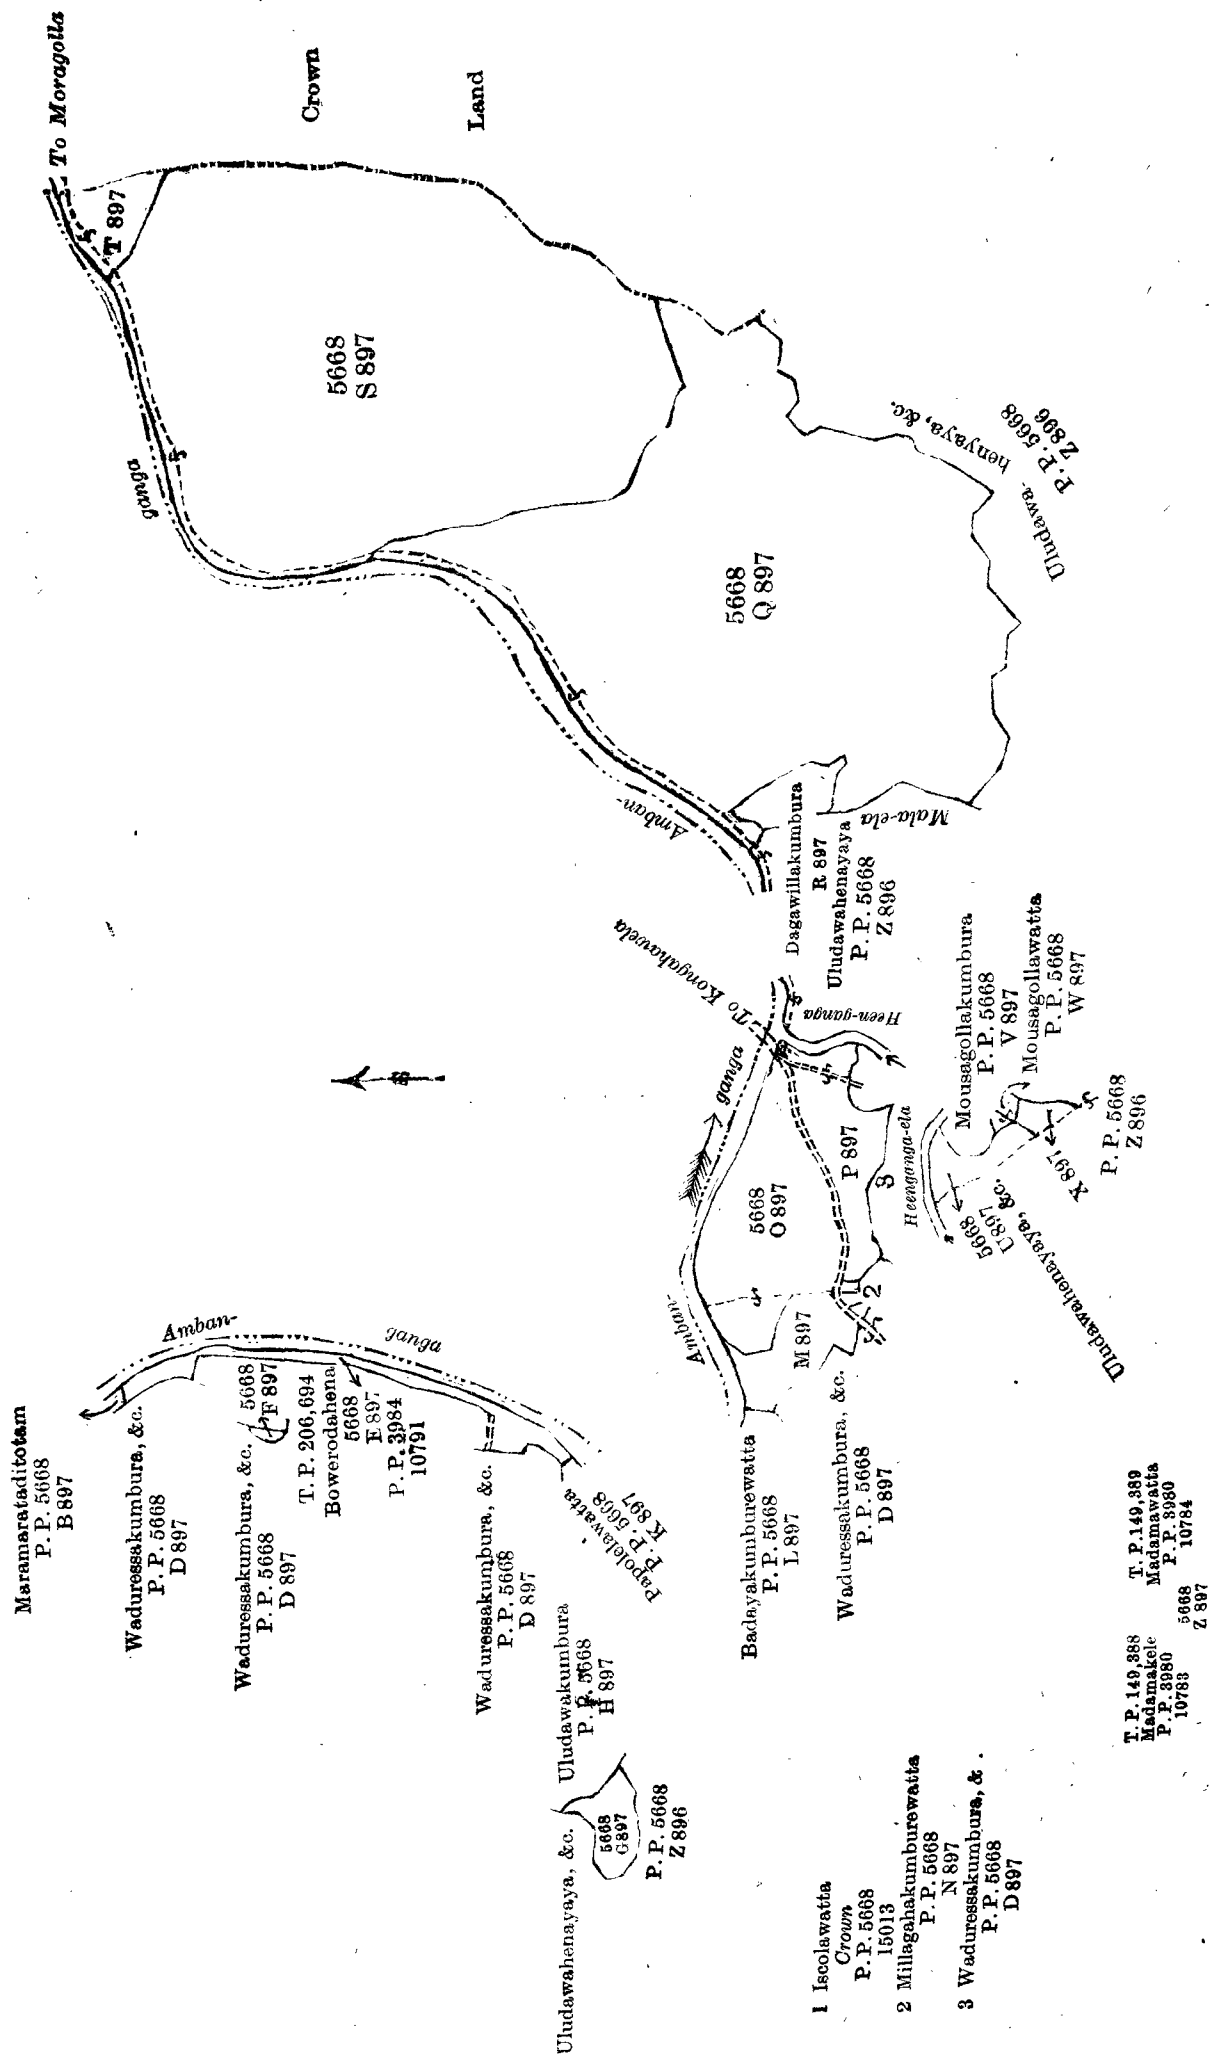 Maramarataditotam
P. P. 5668
B 897
Waduressakumbura, &c.
P. P. 5668
D 897
Amban-
ganga
Waduressakumbura, &c.
P. P. 5668
D 897
5668
F 897
T. P. 206,694
Bowerodahena
5668
E 897
P. P. 3984
10791
Waduressakumbura, &c.
P. P. 5668
D 897
Papolelawatta
P. P. 5668
K 897
Uludawakumbura
P. P. 5668
H 897
Uludawahenayaya, &c.
5668
G 897
P. P. 5668
Z 896
1 Iscolawatta
Crown
P. P. 5668
15013
2 Millagahakumburewatta
P. P. 5668
N 897
3 Waduressakumbura, &
P. P. 5668
D 897
T. P. 149,388
Madamakele
P. P. 3980
10783
T. P. 149,389
Madamawatta
P. P. 3980
10784
5668
Z 897
Badayakumburewatta
P. P. 5668
L 897
Waduressakumbura, &c.
P. P. 5668
D 897
Amban-
ganga
M 897
5668
O 897
P 897
1
2
3
To Kongahawela
Heen-ganga
Heenganga-ela
Mousagollakumbura
P. P. 5668
V 897
Mousagollawatta
P. P. 5668
W 897
5668
U 897
X 897
Uludawahenayaya, &c.
P. P. 5668
Z 896
Dagawillakumbura
R 897
Uludawahenayaya
P. P. 5668
Z 896
Mala-ela
Amban-
ganga
5668
Q 897
Uludawa-
henyaya, &c.
P. P. 5668
Z 896
5668
S 897
T 897
To Moragolla
Crown
Land